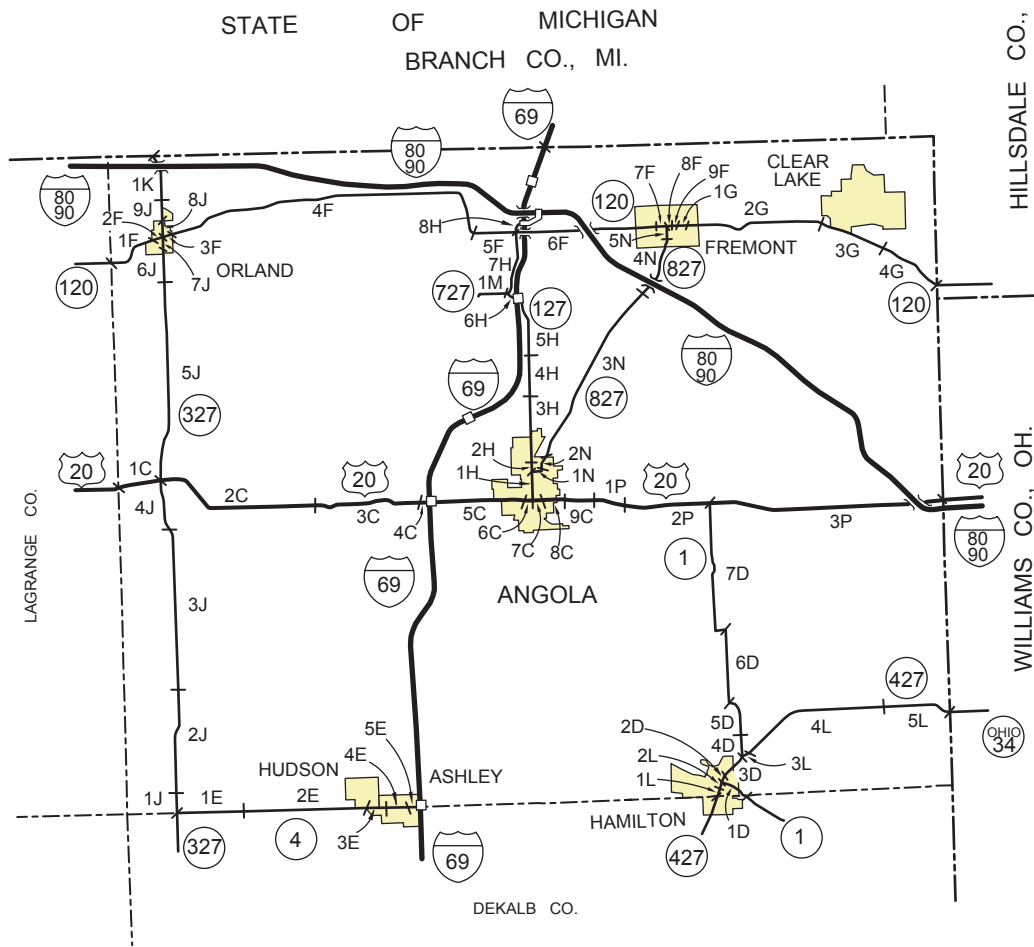 STATE OF MICHIGAN
BRANCH CO., MI.
HILLSDALE CO.,
69
80
90
80
90
CLEAR
LAKE
1K
9J
8J
2F
1F
3F
6J
7J
ORLAND
4F
120
8H
5F
6F
7H
1M
727
6H
127
120
7F
8F
9F
1G
2G
5N
4N
FREMONT
827
3G
4G
120
5H
4H
3H
69
3N
827
80
90
5J
327
20
1C
2C
4J
20
3C
4C
5C
2H
1H
2N
1N
6C
7C
8C
9C
1P
20
2P
3P
20
80
90
WILLIAMS CO., OH.
LAGRANGE CO.
69
ANGOLA
1
7D
3J
6D
427
2J
5D
4L
5L
OHIO
34
2D
4D
2L
3L
1L
3D
HUDSON
4E
5E
ASHLEY
1J
1E
2E
3E
HAMILTON
1D
327
4
69
427
1
DEKALB CO.